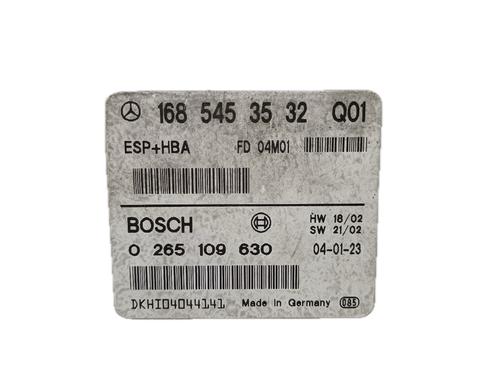 168 545 35 32 Q01
ESP+HBA FD 04M01
BOSCH HW 18/02
SW 21/02
0 265 109 630 04-01-23
DKHI04044141 Made in Germany 085